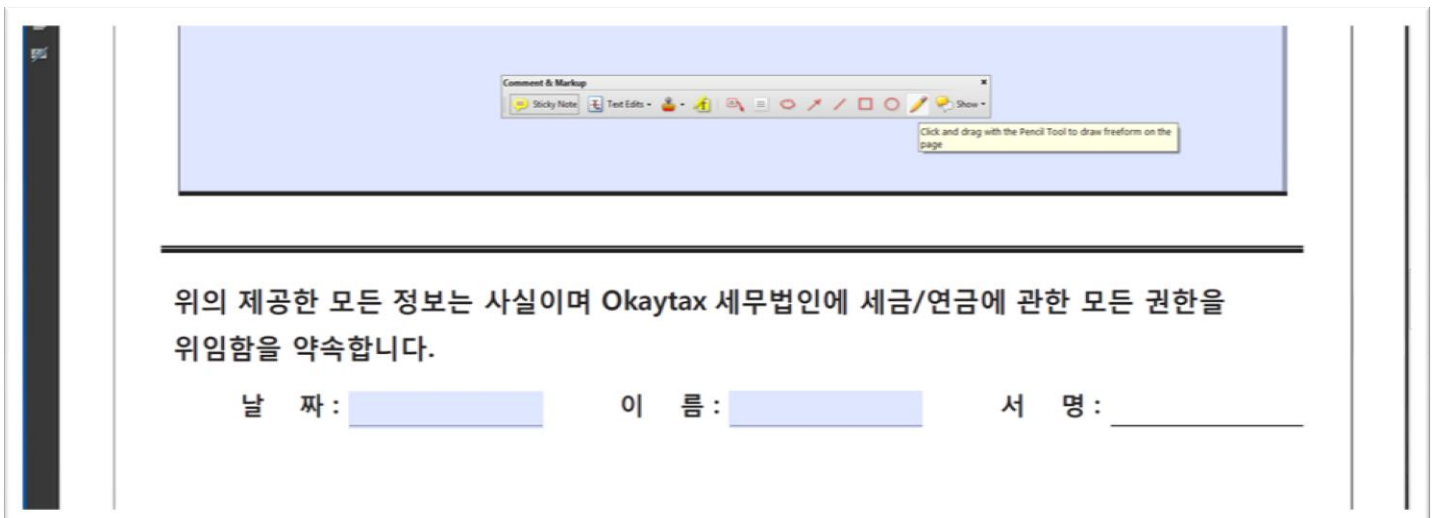 Comment & Markup
Sticky Note Text Edits Show
Click and drag with the Pencil Tool to draw freeform on the
page
위의 제공한 모든 정보는 사실이며 Okaytax 세무법인에 세금/연금에 관한 모든 권한을
위임함을 약속합니다.
날 짜 : 이 름 : 서 명 :